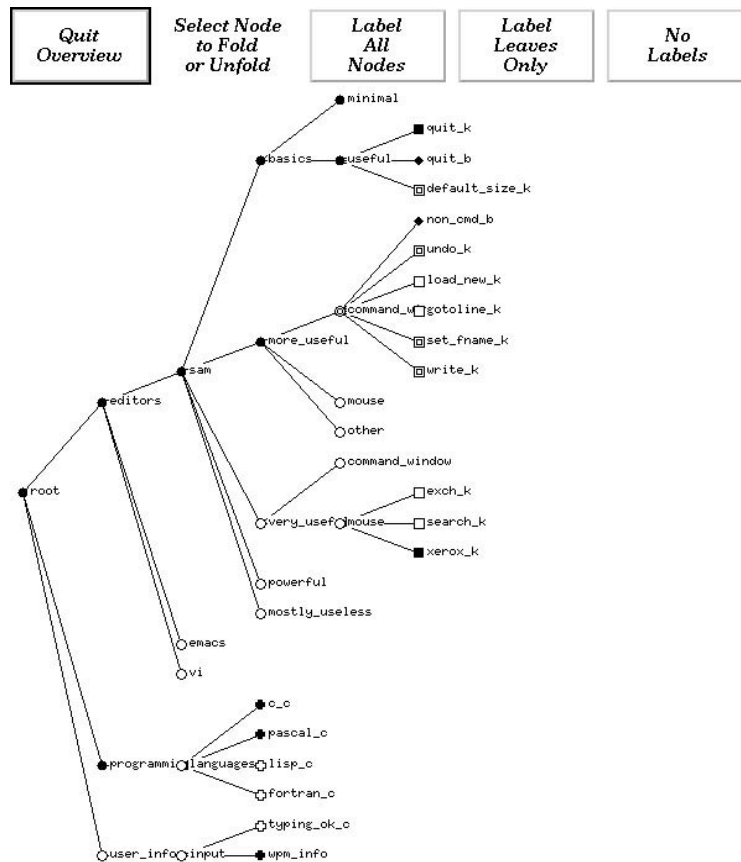 Quit
Overview
Select Node
to Fold
or Unfold
Label
All
Nodes
Label
Leaves
Only
No
Labels
minimal
quit_k
basics
useful
quit_b
default_size_k
non_cmd_b
undo_k
load_new_k
command_w
gotoline_k
more_useful
set_fname_k
sam
write_k
editors
mouse
other
command_window
root
exch_k
very_usefu
mouse
search_k
xerox_k
powerful
mostly_useless
emacs
vi
c_c
pascal_c
programmi
languages
lisp_c
fortran_c
typing_ok_c
user_info
input
wpm_info